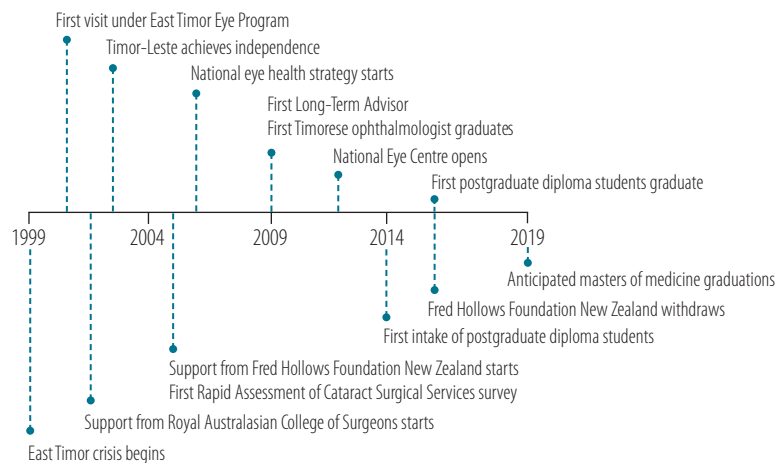 First visit under East Timor Eye Program
Timor-Leste achieves independence
National eye health strategy starts
First Long-Term Advisor
First Timorese ophthalmologist graduates
National Eye Centre opens
First postgraduate diploma students graduate
1999
2004
2009
2014
2019
Anticipated masters of medicine graduations
Fred Hollows Foundation New Zealand withdraws
First intake of postgraduate diploma students
Support from Fred Hollows Foundation New Zealand starts
First Rapid Assessment of Cataract Surgical Services survey
Support from Royal Australasian College of Surgeons starts
East Timor crisis begins